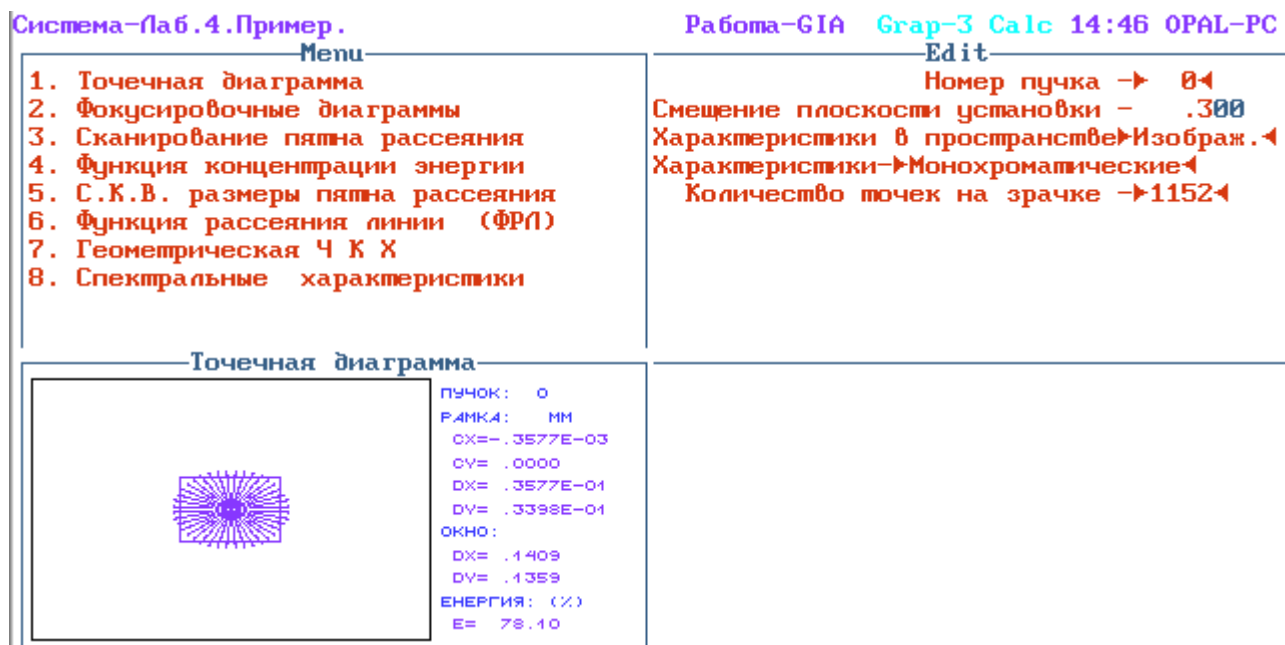 Система-Лаб.4.Пример. Работа-GIA Grap-3 Calc 14:46 OPAL-PC
Menu
1. Точечная диаграмма
2. Фокусировочные диаграммы
3. Сканирование пятна рассеяния
4. Функция концентрации энергии
5. С.К.В. размеры пятна рассеяния
6. Функция рассеяния линии (ФРЛ)
7. Геометрическая Ч К Х
8. Спектральные характеристики
Edit
Номер пучка -► 0◄
Смещение плоскости установки - .300
Характеристики в пространстве►Изображ.◄
Характеристики-►Монохроматические◄
Количество точек на зрачке -►1152◄
Точечная диаграмма
ПУЧОК: 0
РАМКА: ММ
CX=-.3577E-03
CY= .0000
DX= .3577E-01
DY= .3398E-01
ОКНО:
DX= .1409
DY= .1359
ЕНЕРГИЯ: (%)
E= 78.10